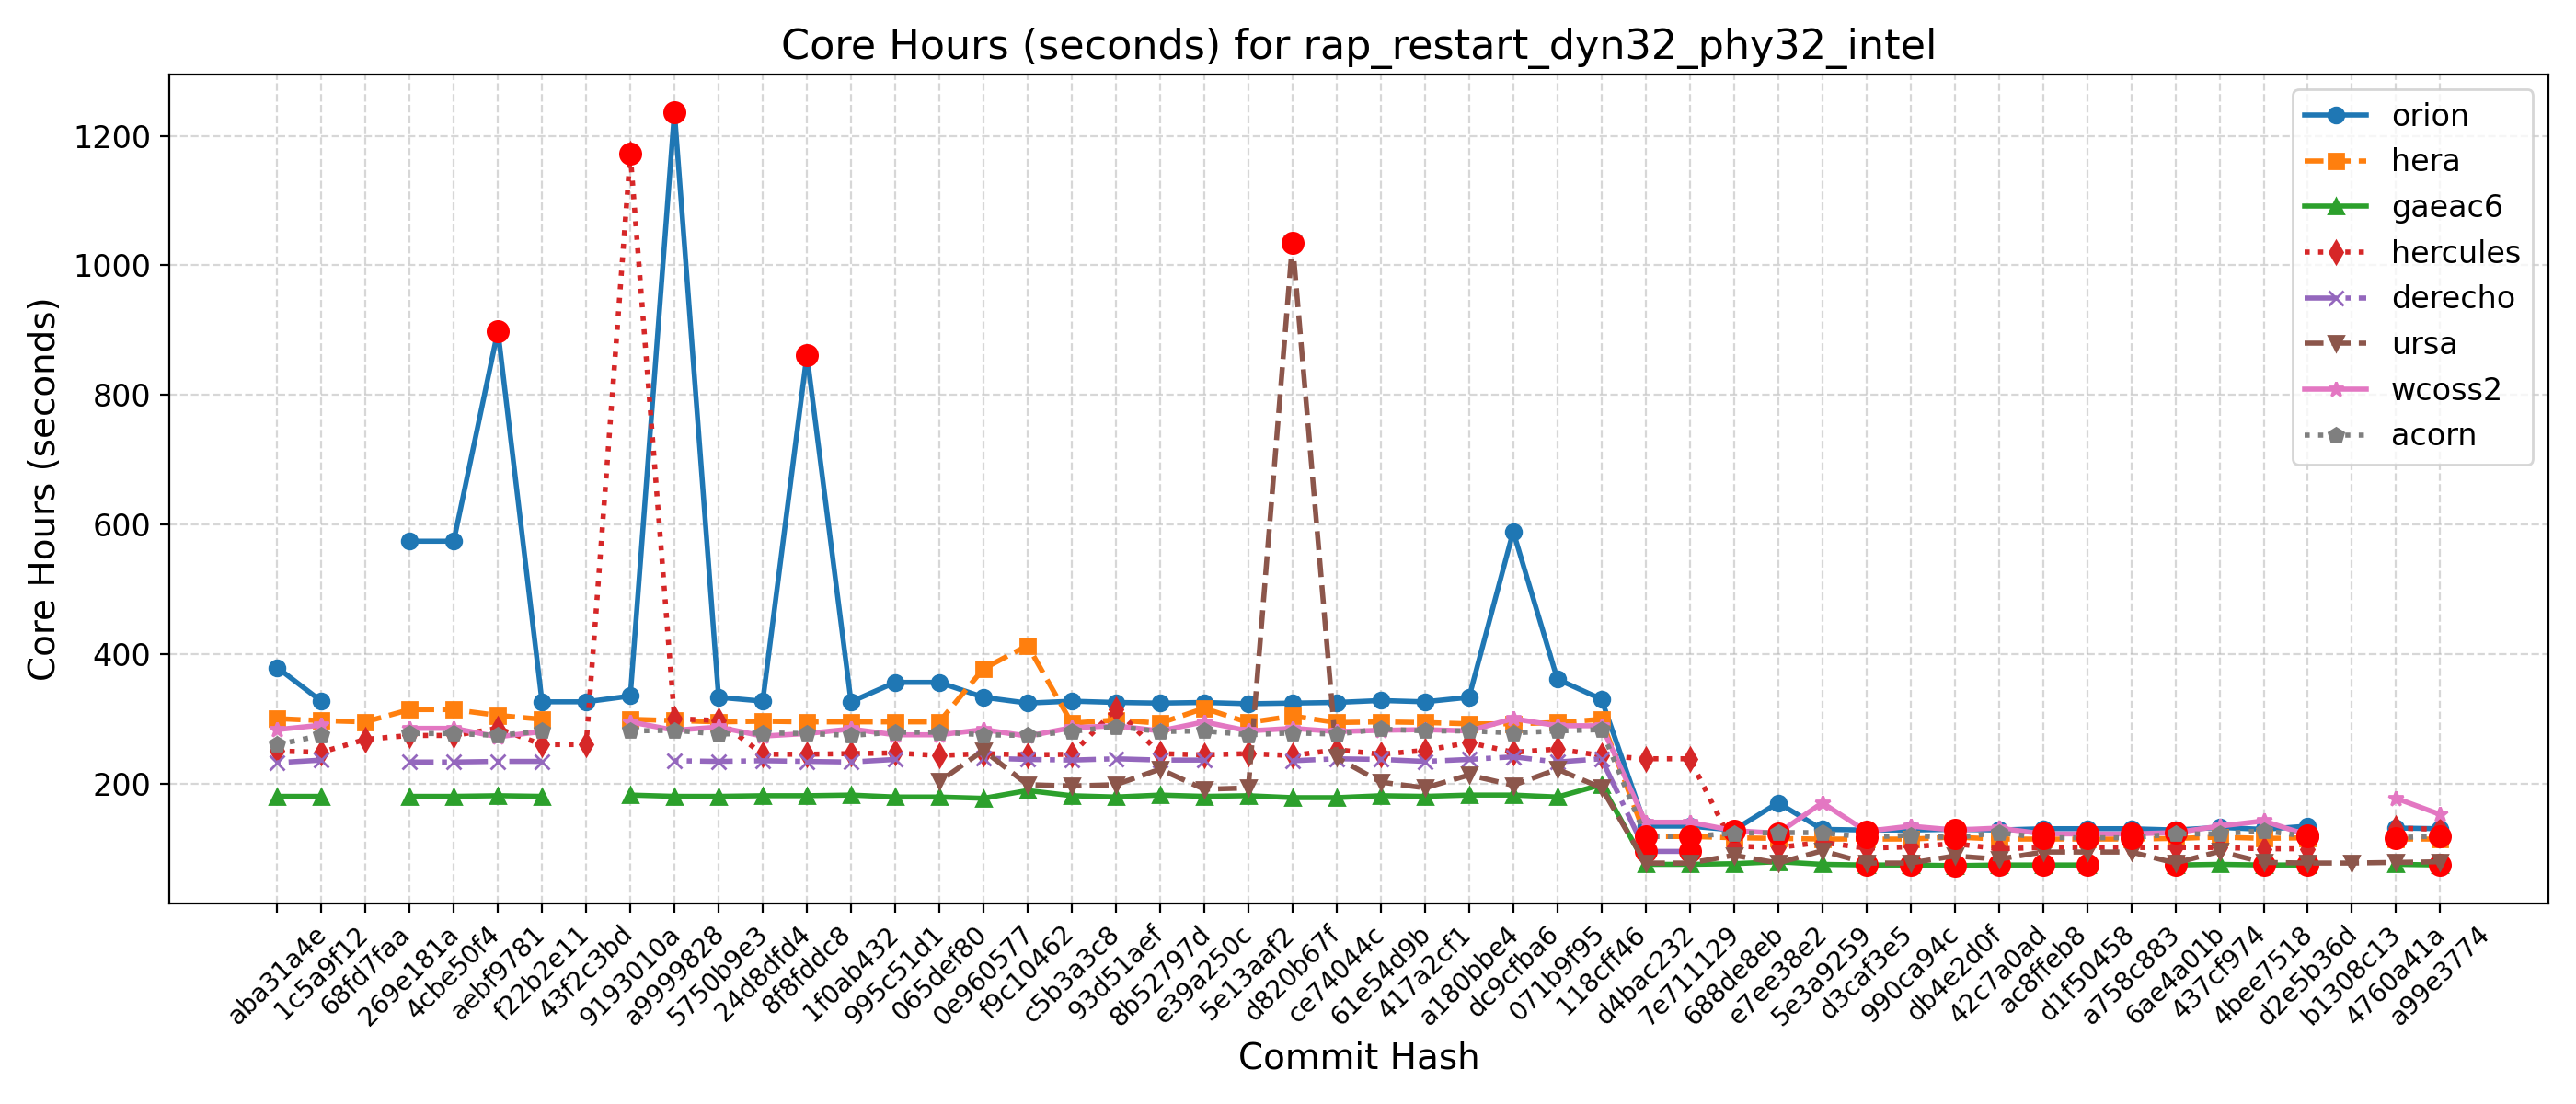 Core Hours (seconds) for rap_restart_dyn32_phy32_intel
Core Hours (seconds)
1200
1000
800
600
400
200
orion
hera
gaeac6
hercules
derecho
ursa
wcoss2
acorn
aba31a4e
1c5a9f12
68fd7faa
269e181a
4cbe50f4
aebf9781
f22b2e11
43f2c3bd
9193010a
a9999828
5750b9e3
24d8dfd4
8f8fddc8
1f0ab432
995c51d1
065def80
0e960577
f9c10462
c5b3a3c8
93d51aef
8b52797d
e39a250c
5e13aaf2
d820b67f
ce74044c
61e54d9b
417a2cf1
a180bbe4
dc9cfba6
071b9f95
118cff46
d4bac232
7e711129
688de8eb
e7ee38e2
5e3a9259
d3caf3e5
990ca94c
db4e2d0f
42c7a0ad
ac8ffeb8
d1f50458
a758c883
6ae4a01b
437cf974
4bee7518
d2e5b36d
b1308c13
4760a41a
a99e3774
Commit Hash